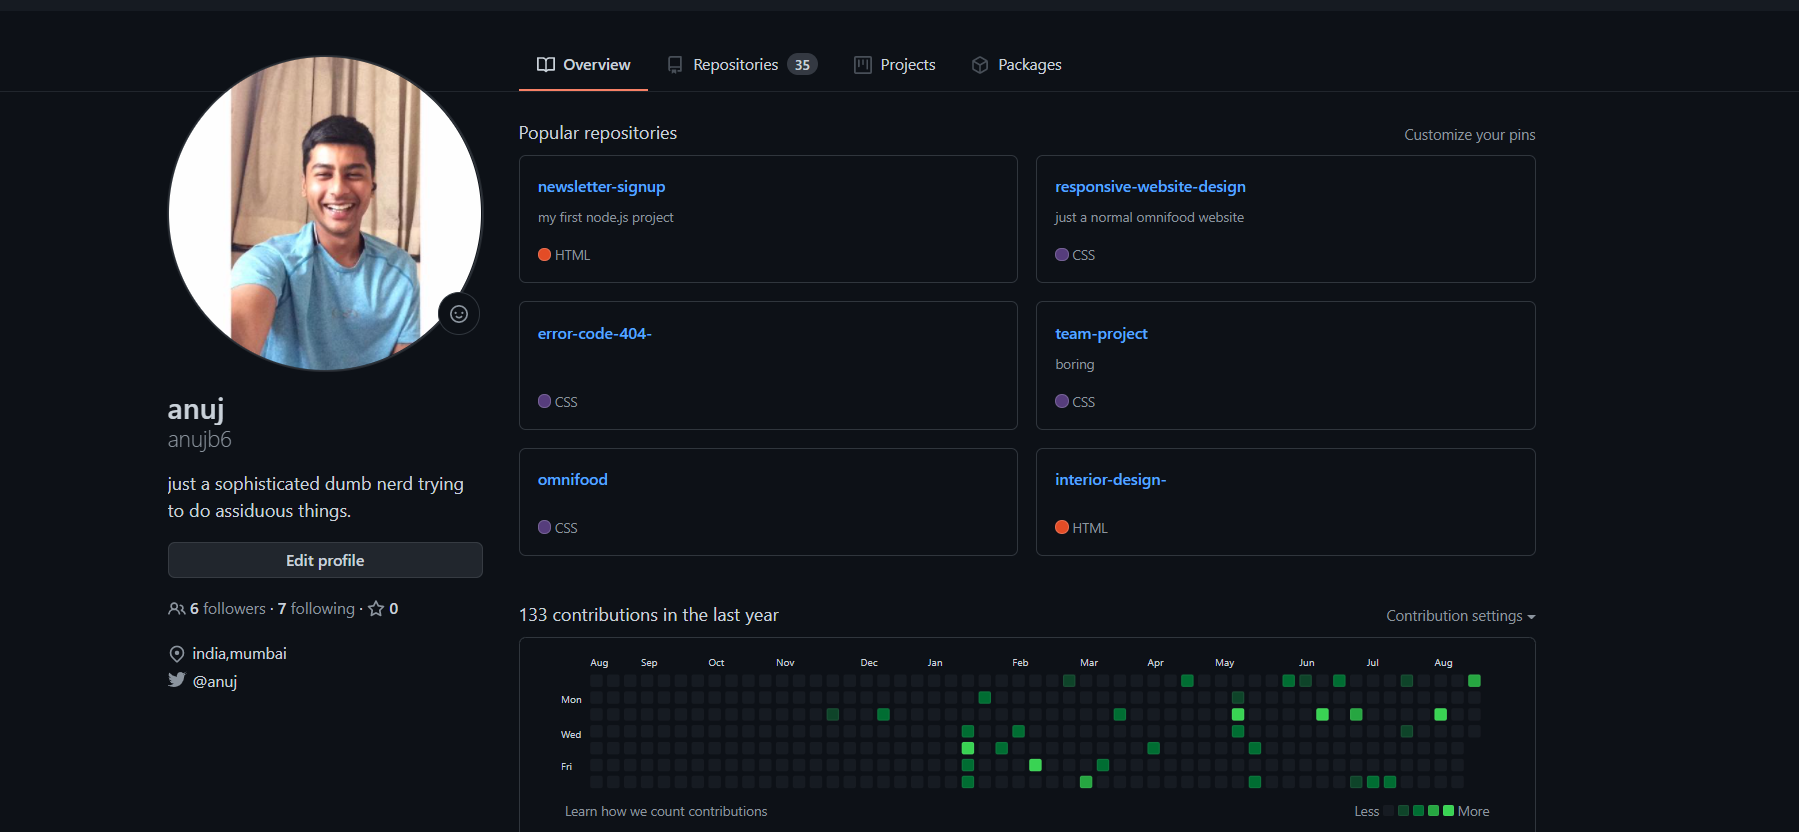 Overview
Repositories 35
Projects
Packages
anuj
anujb6
just a sophisticated dumb nerd trying
to do assiduous things.
Edit profile
6 followers · 7 following · 0
india,mumbai
@anuj
Popular repositories
Customize your pins
newsletter-signup
my first node.js project
HTML
responsive-website-design
just a normal omnifood website
CSS
error-code-404-
CSS
team-project
boring
CSS
omnifood
CSS
interior-design-
HTML
133 contributions in the last year
Contribution settings
Aug Sep Oct Nov Dec Jan Feb Mar Apr May Jun Jul Aug
Mon
Wed
Fri
Learn how we count contributions
Less More